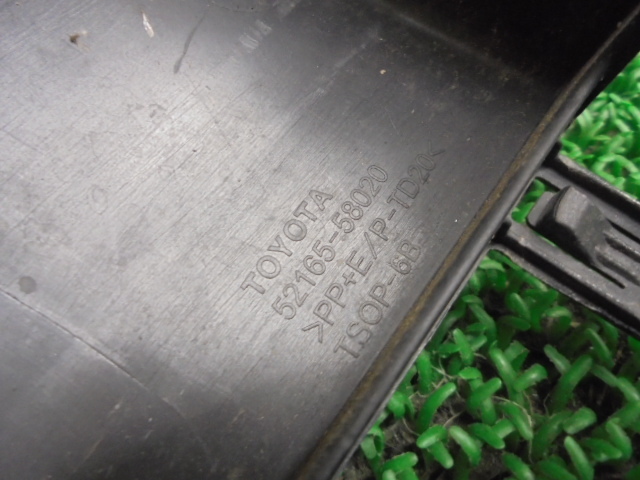 TOYOTA
52165-58020
>PP+E/P-TD20<
TSOP-6B